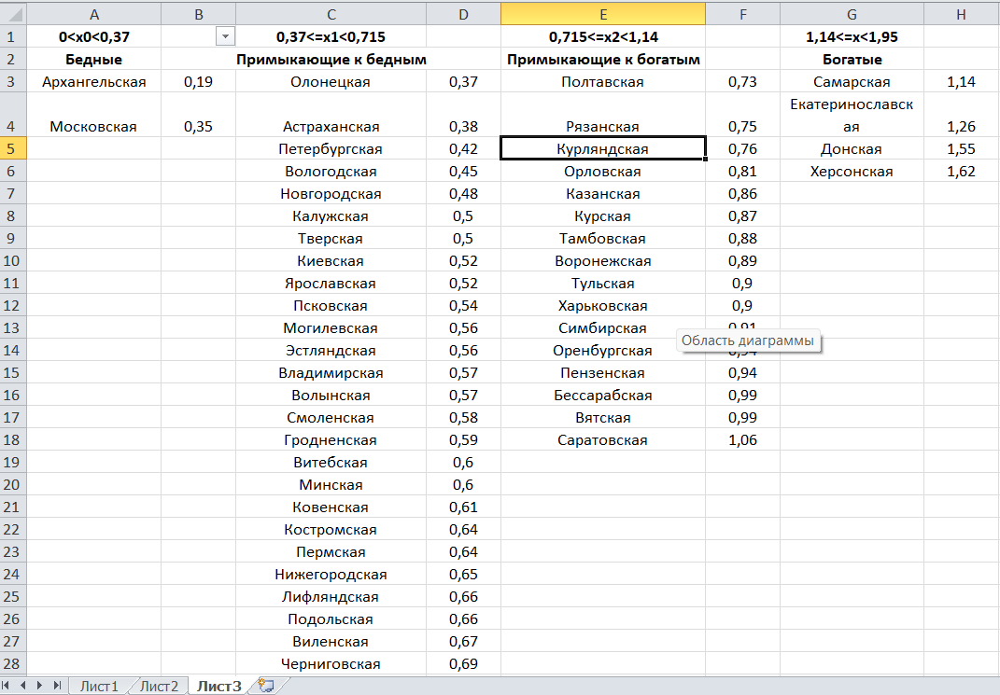 A B C D E F G H
1 0<x0<0,37 0,37<=x1<0,715 0,715<=x2<1,14 1,14<=x<1,95
2 Бедные Примыкающие к бедным Примыкающие к богатым Богатые
3 Архангельская 0,19 Олонецкая 0,37 Полтавская 0,73 Самарская 1,14
Екатеринославск
4 Московская 0,35 Астраханская 0,38 Рязанская 0,75 ая 1,26
5 Петербургская 0,42 Курляндская 0,76 Донская 1,55
6 Вологодская 0,45 Орловская 0,81 Херсонская 1,62
7 Новгородская 0,48 Казанская 0,86
8 Калужская 0,5 Курская 0,87
9 Тверская 0,5 Тамбовская 0,88
10 Киевская 0,52 Воронежская 0,89
11 Ярославская 0,52 Тульская 0,9
12 Псковская 0,54 Харьковская 0,9
13 Могилевская 0,56 Симбирская
Область диаграммы
14 Эстляндская 0,56 Оренбургская
15 Владимирская 0,57 Пензенская 0,94
16 Волынская 0,57 Бессарабская 0,99
17 Смоленская 0,58 Вятская 0,99
18 Гродненская 0,59 Саратовская 1,06
19 Витебская 0,6
20 Минская 0,6
21 Ковенская 0,61
22 Костромская 0,64
23 Пермская 0,64
24 Нижегородская 0,65
25 Лифляндская 0,66
26 Подольская 0,66
27 Виленская 0,67
28 Черниговская 0,69
Лист1 Лист2 Лист3